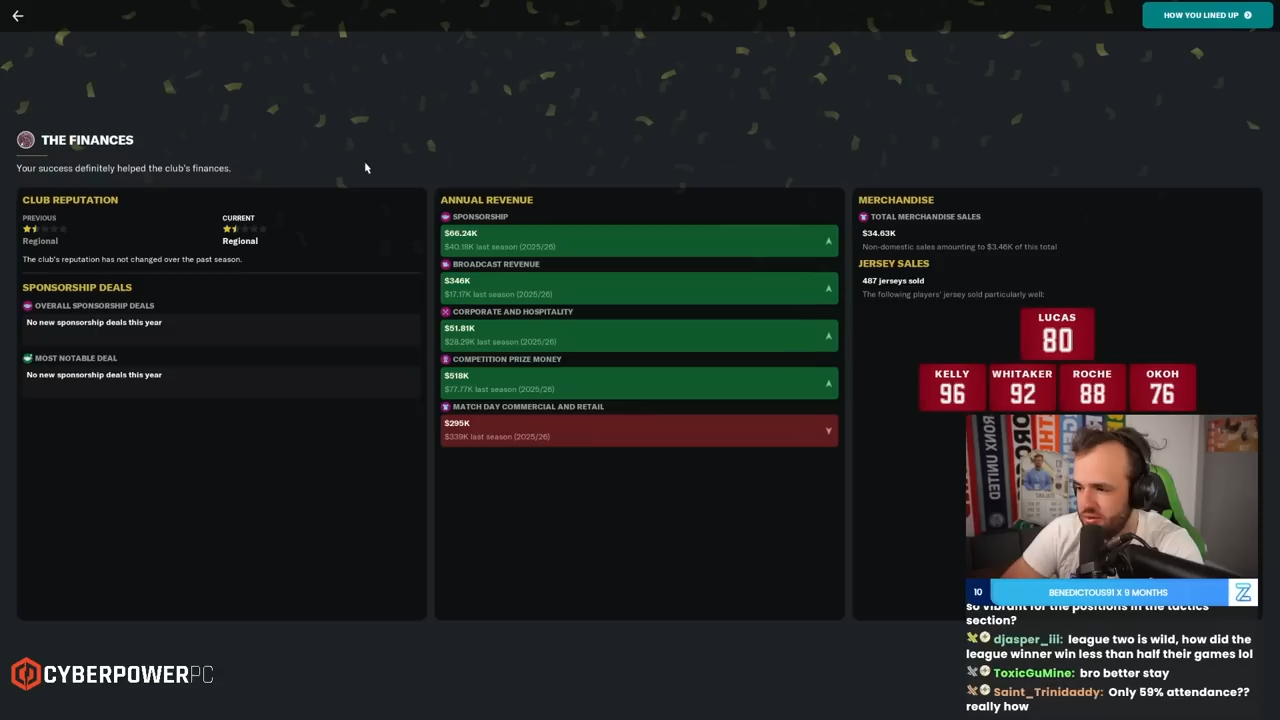 HOW YOU LINED UP
THE FINANCES
Your success definitely helped the club's finances.
CLUB REPUTATION
PREVIOUS
CURRENT
Regional
Regional
The club's reputation has not changed over the past season.
SPONSORSHIP DEALS
OVERALL SPONSORSHIP DEALS
No new sponsorship deals this year
MOST NOTABLE DEAL
No new sponsorship deals this year
ANNUAL REVENUE
SPONSORSHIP
$66.24K
$40.18K last season (2025/26)
BROADCAST REVENUE
$346K
$17.17K last season (2025/26)
CORPORATE AND HOSPITALITY
$51.81K
$28.29K last season (2025/26)
COMPETITION PRIZE MONEY
$518K
$77.77K last season (2025/26)
MATCH DAY COMMERCIAL AND RETAIL
$295K
$339K last season (2025/26)
MERCHANDISE
TOTAL MERCHANDISE SALES
$34.63K
Non-domestic sales amounting to $3.46K of this total
JERSEY SALES
487 jerseys sold
The following players' jersey sold particularly well:
LUCAS
80
KELLY
96
WHITAKER
92
ROCHE
88
OKOH
76
UNITED
10
BENEDICTOUS91 X 9 MONTHS
so vibrant for the positions in the tactics
section?
djasper_iii: league two is wild, how did the
league winner win less than half their games lol
ToxicGuMine: bro better stay
Saint_Trinidaddy: Only 59% attendance??
really how
CYBERPOWERPC